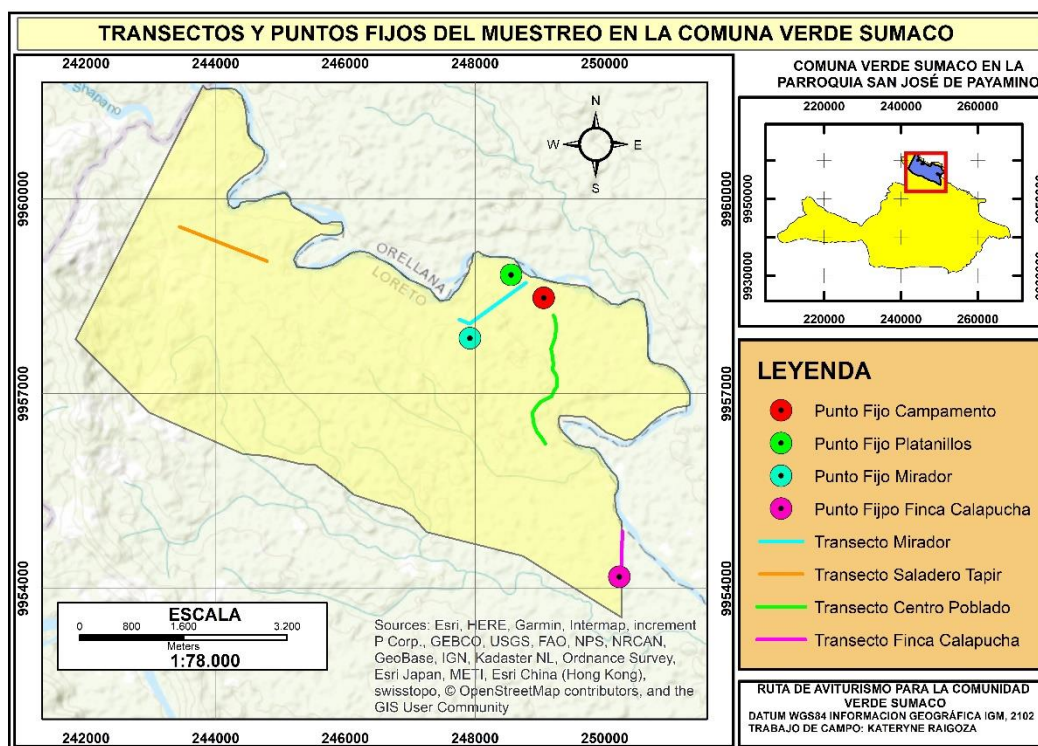 TRANSECTOS Y PUNTOS FIJOS DEL MUESTREO EN LA COMUNA VERDE SUMACO
242000 244000 246000 248000 250000
Shapano
N
W E
S
9960000
9960000
ORELLANA
LORETO
9957000
9957000
9954000
9954000
ESCALA
0 800 1.600 3.200
Meters
1:78.000
Sources: Esri, HERE, Garmin, Intermap, increment
P Corp., GEBCO, USGS, FAO, NPS, NRCAN,
GeoBase, IGN, Kadaster NL, Ordnance Survey,
Esri Japan, METI, Esri China (Hong Kong),
swisstopo, © OpenStreetMap contributors, and the
GIS User Community
242000 244000 246000 248000 250000
COMUNA VERDE SUMACO EN LA
PARROQUIA SAN JOSÉ DE PAYAMINO
220000 240000 260000
9950000
9930000
220000 240000 260000
LEYENDA
Punto Fijo Campamento
Punto Fijo Platanillos
Punto Fijo Mirador
Punto Fijpo Finca Calapucha
Transecto Mirador
Transecto Saladero Tapir
Transecto Centro Poblado
Transecto Finca Calapucha
RUTA DE AVITURISMO PARA LA COMUNIDAD
VERDE SUMACO
DATUM WGS84 INFORMACION GEOGRÁFICA IGM, 2102
TRABAJO DE CAMPO: KATERYNE RAIGOZA